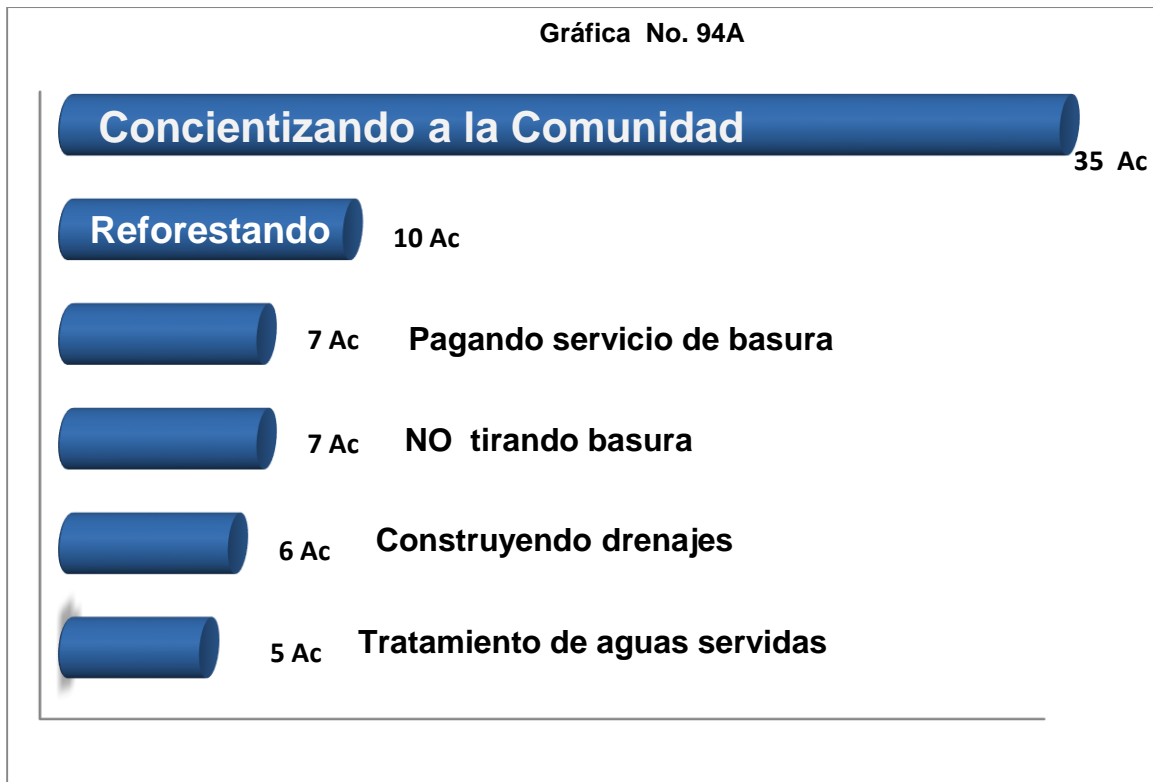 Gráfica No. 94A
Concientizando a la Comunidad
35 Ac
Reforestando
10 Ac
7 Ac Pagando servicio de basura
7 Ac NO tirando basura
6 Ac Construyendo drenajes
5 Ac Tratamiento de aguas servidas